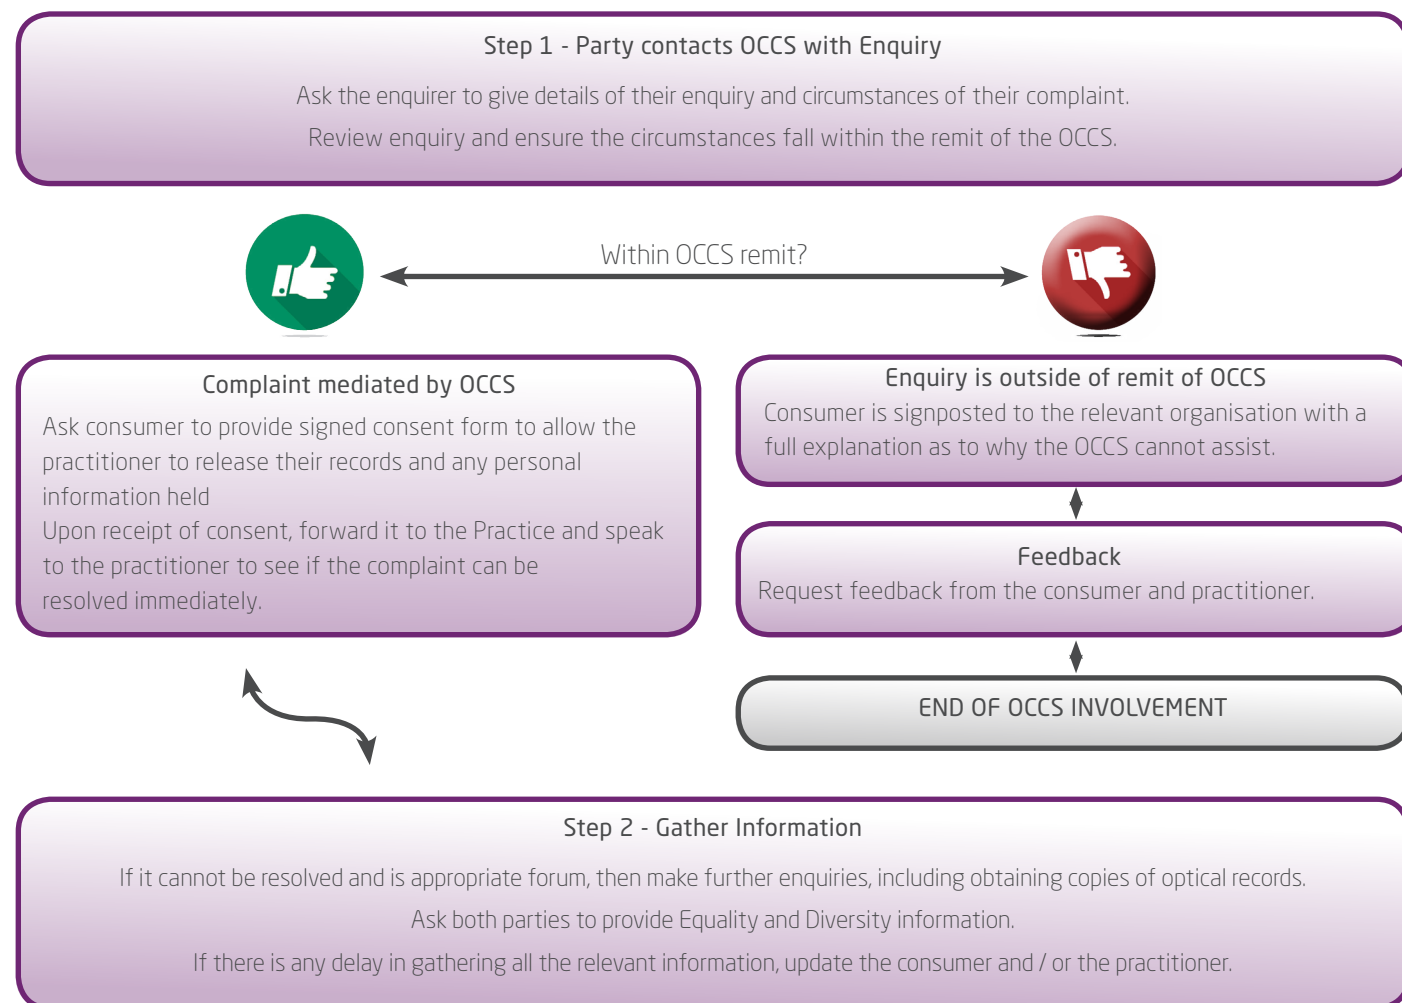 Step 1 - Party contacts OCCS with Enquiry
Ask the enquirer to give details of their enquiry and circumstances of their complaint.
Review enquiry and ensure the circumstances fall within the remit of the OCCS.
Within OCCS remit?
Complaint mediated by OCCS
Ask consumer to provide signed consent form to allow the
practitioner to release their records and any personal
information held
Upon receipt of consent, forward it to the Practice and speak
to the practitioner to see if the complaint can be
resolved immediately.
Enquiry is outside of remit of OCCS
Consumer is signposted to the relevant organisation with a
full explanation as to why the OCCS cannot assist.
Feedback
Request feedback from the consumer and practitioner.
END OF OCCS INVOLVEMENT
Step 2 - Gather Information
If it cannot be resolved and is appropriate forum, then make further enquiries, including obtaining copies of optical records.
Ask both parties to provide Equality and Diversity information.
If there is any delay in gathering all the relevant information, update the consumer and / or the practitioner.